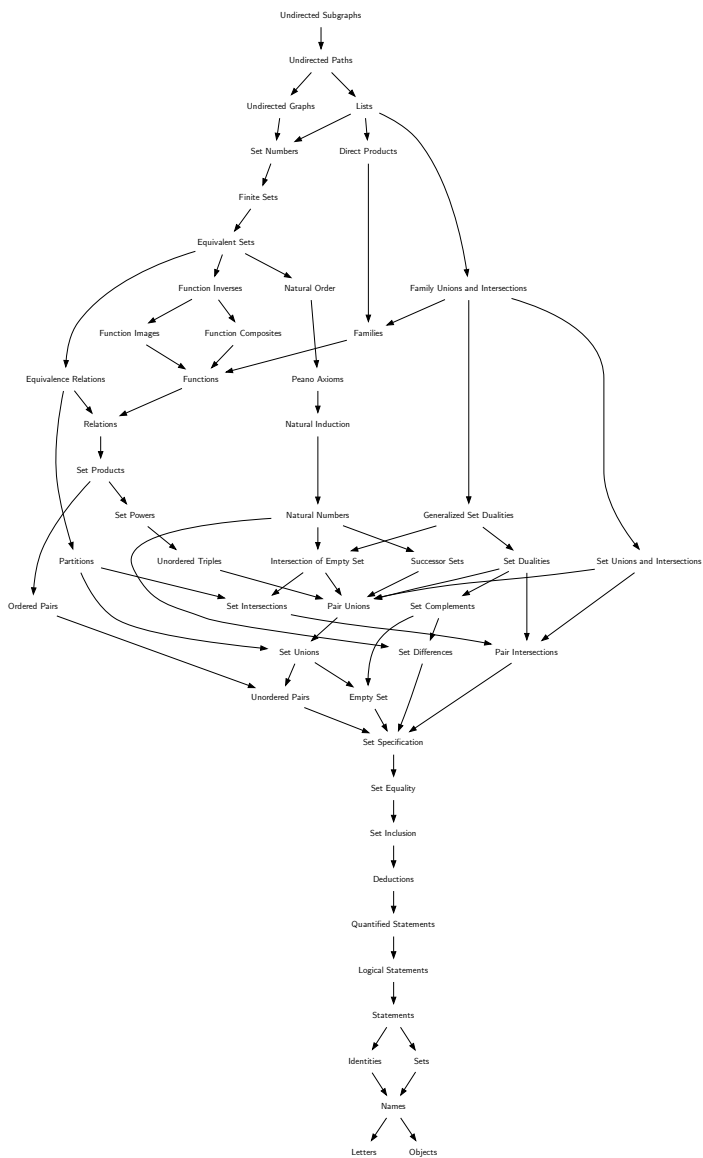 Undirected Subgraphs
Undirected Paths
Undirected Graphs Lists
Set Numbers Direct Products
Finite Sets
Equivalent Sets
Function Inverses Natural Order Family Unions and Intersections
Function Images Function Composites Families
Equivalence Relations Functions Peano Axioms
Relations Natural Induction
Set Products
Set Powers Natural Numbers Generalized Set Dualities
Partitions Unordered Triples Intersection of Empty Set Successor Sets Set Dualities Set Unions and Intersections
Ordered Pairs Set Intersections Pair Unions Set Complements
Set Unions Set Differences Pair Intersections
Unordered Pairs Empty Set
Set Specification
Set Equality
Set Inclusion
Deductions
Quantified Statements
Logical Statements
Statements
Identities Sets
Names
Letters Objects